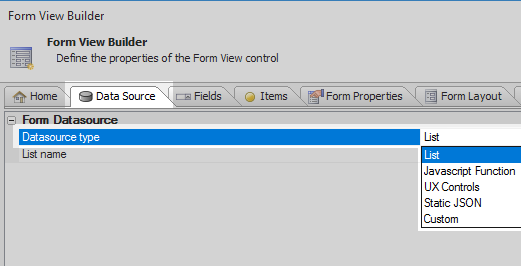 Form View Builder
Form View Builder
Define the properties of the Form View control
Home Data Source Fields Items Form Properties Form Layout
Form Datasource
Datasource type List
List name List
Javascript Function
UX Controls
Static JSON
Custom